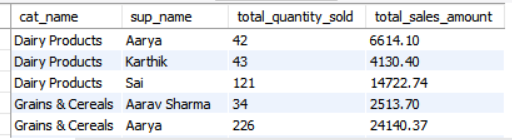 cat_name sup_name total_quantity_sold total_sales_amount
Dairy Products Aarya 42 6614.10
Dairy Products Karthik 43 4130.40
Dairy Products Sai 121 14722.74
Grains & Cereals Aarav Sharma 34 2513.70
Grains & Cereals Aarya 226 24140.37